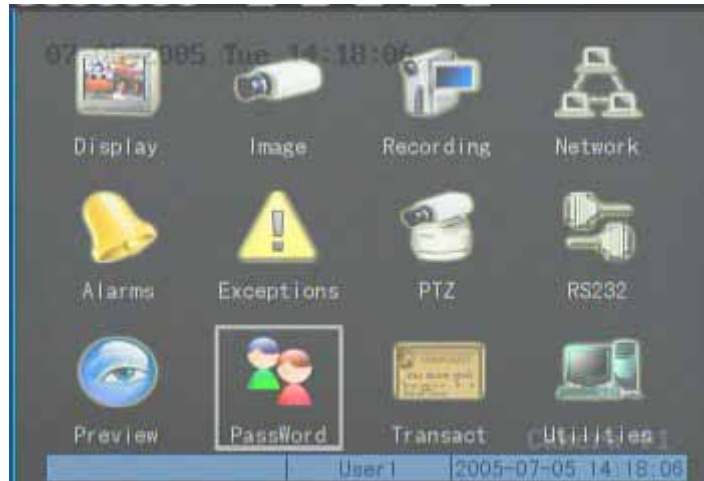 07-05-2005 Tue 14:18:06
Display Image Recording Network
Alarms Exceptions PTZ RS232
Preview PassWord Transact Utilities
User1 2005-07-05 14:18:06